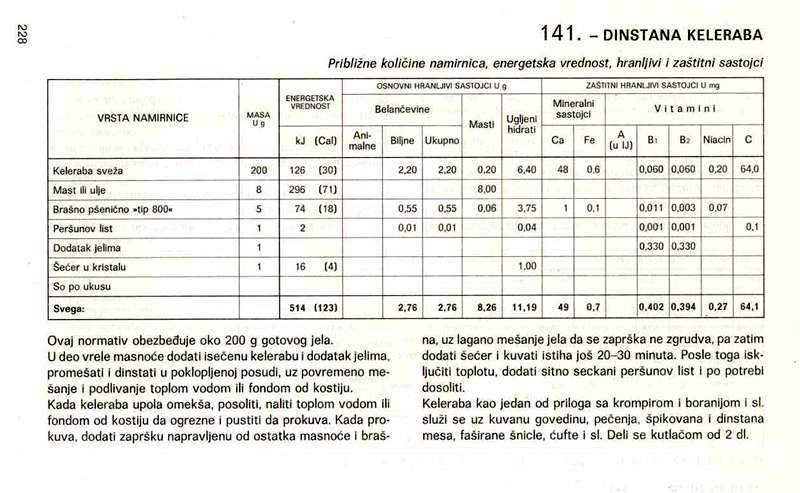 228
141. – DINSTANA KELERABA
Približne količine namirnica, energetska vrednost, hranljivi i zaštitni sastojci
VRSTA NAMIRNICE MASA U g ENERGETSKA VREDNOST OSNOVNI HRANLJIVI SASTOJCI U g ZAŠTITNI HRANLJIVI SASTOJCI U mg
Belančevine Masti Ugljeni hidrati Mineralni sastojci Vitamini
kJ (Cal) Ani-malne Biljne Ukupno Ca Fe A (u IJ) B1 B2 Niacin C
Keleraba sveža 200 126 (30) 2,20 2,20 0,20 6,40 48 0.6 0,060 0,060 0,20 64,0
Mast ili ulje 8 296 (71) 8,00
Brašno pšenično »tip 800« 5 74 (18) 0,55 0,55 0,06 3,75 1 0,1 0,011 0,003 0,07
Peršunov list 1 2 0,01 0,01 0,04 0,001 0,001 0,1
Dodatak jelima 1 0,330 0,330
Šećer u kristalu 1 16 (4) 1,00
So po ukusu
Svega: 514 (123) 2,76 2,76 8,26 11,19 49 0,7 0,402 0,394 0,27 64,1
Ovaj normativ obezbeđuje oko 200 g gotovog jela.
U deo vrele masnoće dodati isečenu kelerabu i dodatak jelima,
promešati i dinstati u poklopljenoj posudi, uz povremeno me-
šanje i podlivanje toplom vodom ili fondom od kostiju.
Kada keleraba upola omekša, posoliti, naliti toplom vodom ili
fondom od kostiju da ogrezne i pustiti da prokuva. Kada pro-
kuva, dodati zapršku napravljenu od ostatka masnoće i braš-
na, uz lagano mešanje jela da se zaprška ne zgrudva, pa zatim
dodati šećer i kuvati istiha još 20–30 minuta. Posle toga isk-
ljučiti toplotu, dodati sitno seckani peršunov list i po potrebi
dosoliti.
Keleraba kao jedan od priloga sa krompirom i boranijom i sl.
služi se uz kuvanu govedinu, pečenja, špikovana i dinstana
mesa, faširane šnicle, ćufte i sl. Deli se kutlačom od 2 dl.